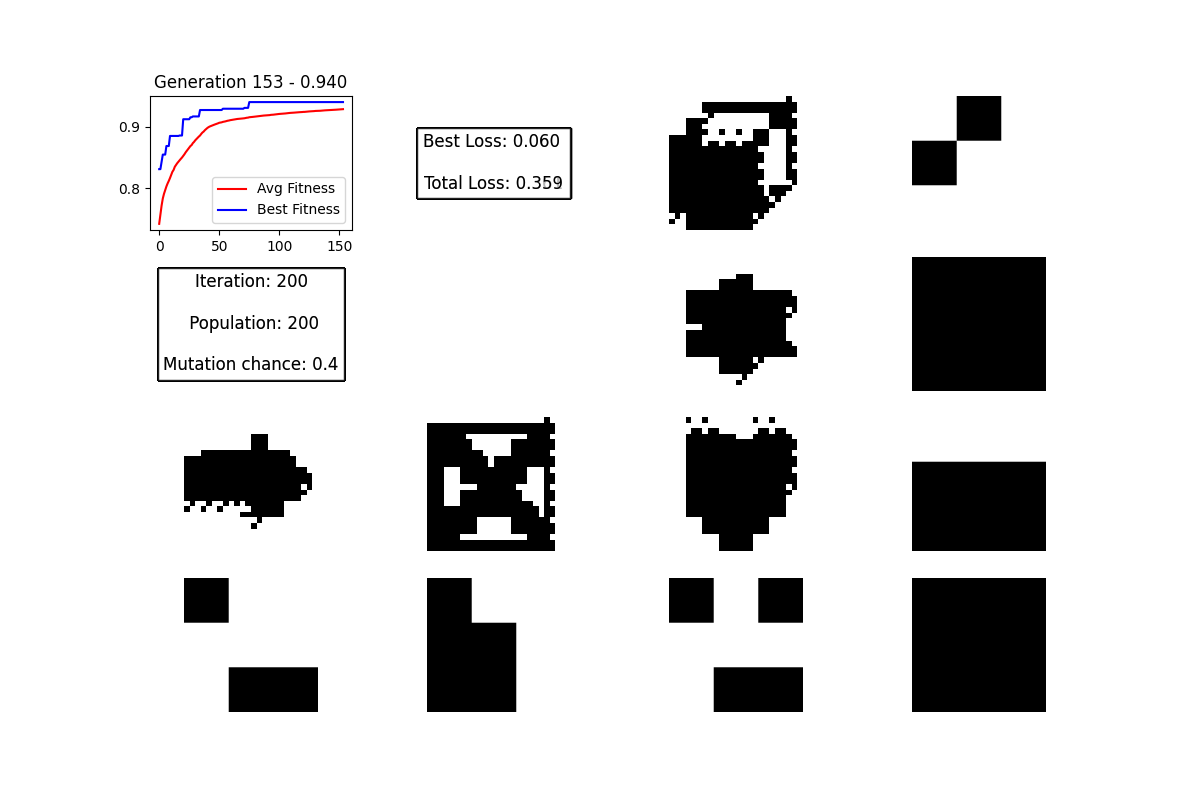 Generation 153 - 0.940
0.9
0.8
Avg Fitness
Best Fitness
0 50 100 150
Best Loss: 0.060
Total Loss: 0.359
Iteration: 200
Population: 200
Mutation chance: 0.4